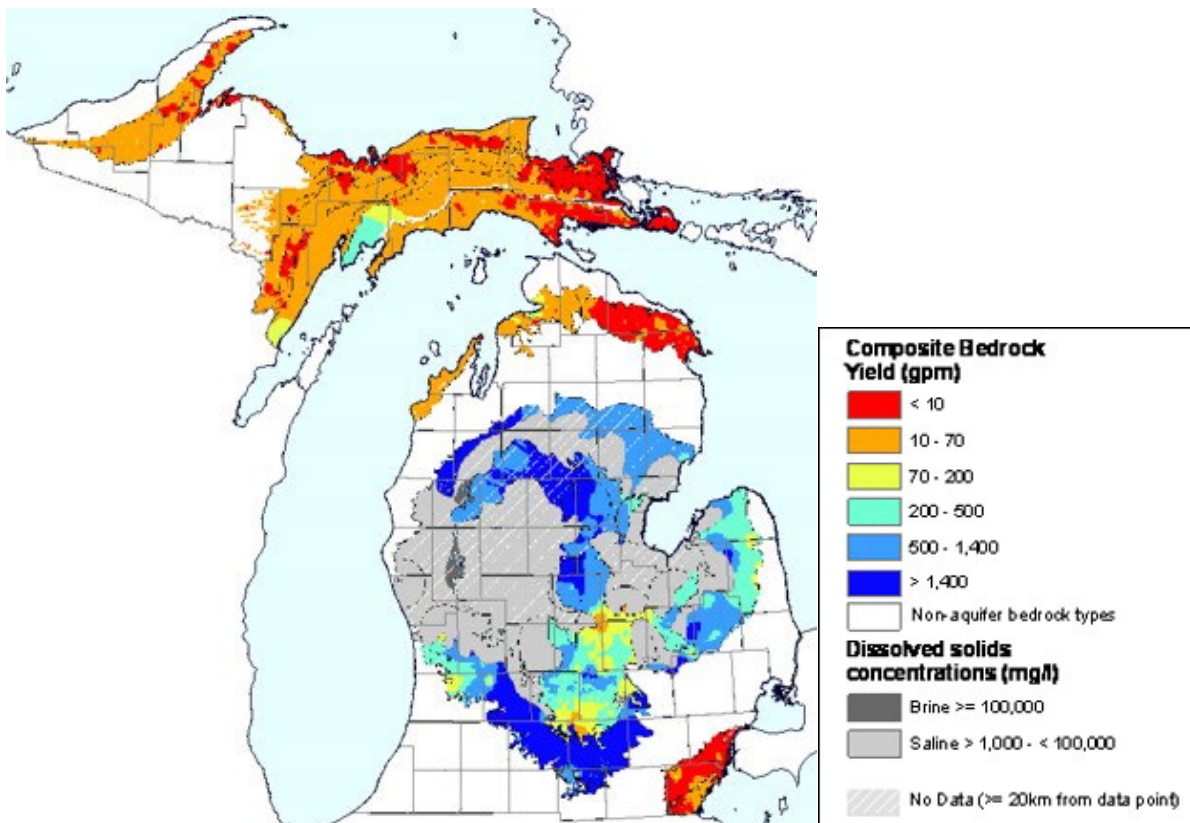 Composite Bedrock
Yield (gpm)
< 10
10 - 70
70 - 200
200 - 500
500 - 1,400
> 1,400
Non-aquifer bedrock types
Dissolved solids
concentrations (mg/l)
Brine >= 100,000
Saline > 1,000 - < 100,000
No Data (>= 20km from data point)